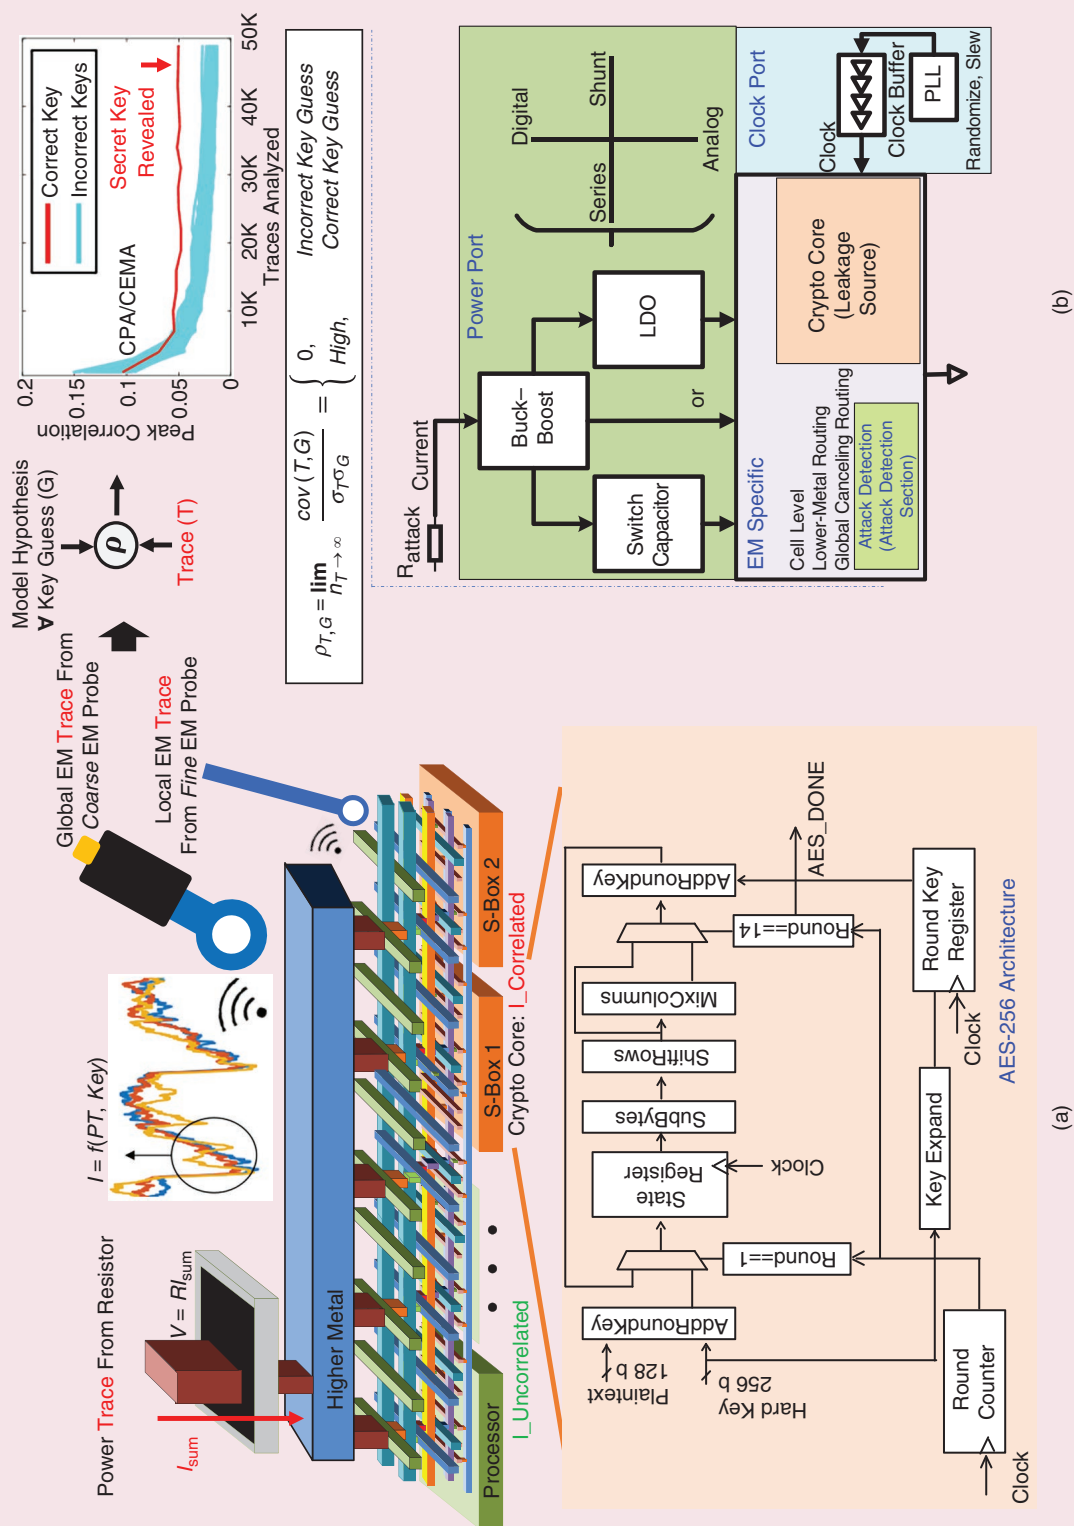 Power Trace From Resistor
I_sum
V = RI_sum
I = f(PT, Key)
Global EM Trace From
Coarse EM Probe
Local EM Trace
From Fine EM Probe
Higher Metal
Processor
I_Uncorrelated
S-Box 1
S-Box 2
Crypto Core: I_Correlated
Model Hypothesis
∀ Key Guess (G)
ρ
Trace (T)
Peak Correlation
0.2
0.15
0.1
0.05
0
Correct Key
Incorrect Keys
CPA/CEMA
Secret Key
Revealed
10K
20K
30K
40K
50K
Traces Analyzed
ρ_T,G = lim n_T → ∞ cov (T,G) / σ_T σ_G = { 0, Incorrect Key Guess
High, Correct Key Guess
Plaintext
128 b
256 b
Hard Key
AddRoundKey
Round==1
State
Register
Clock
SubBytes
ShiftRows
MixColumns
AddRoundKey
Round==14
AES_DONE
Clock
Round
Counter
Key Expand
Clock
Round Key
Register
AES-256 Architecture
(a)
R_attack
Current
Power Port
Buck–
Boost
Switch
Capacitor
or
LDO
Digital
Series
Shunt
Analog
EM Specific
Cell Level
Lower-Metal Routing
Global Canceling Routing
Attack Detection
(Attack Detection
Section)
Crypto Core
(Leakage
Source)
Clock Port
Clock
Clock Buffer
PLL
Randomize, Slew
(b)